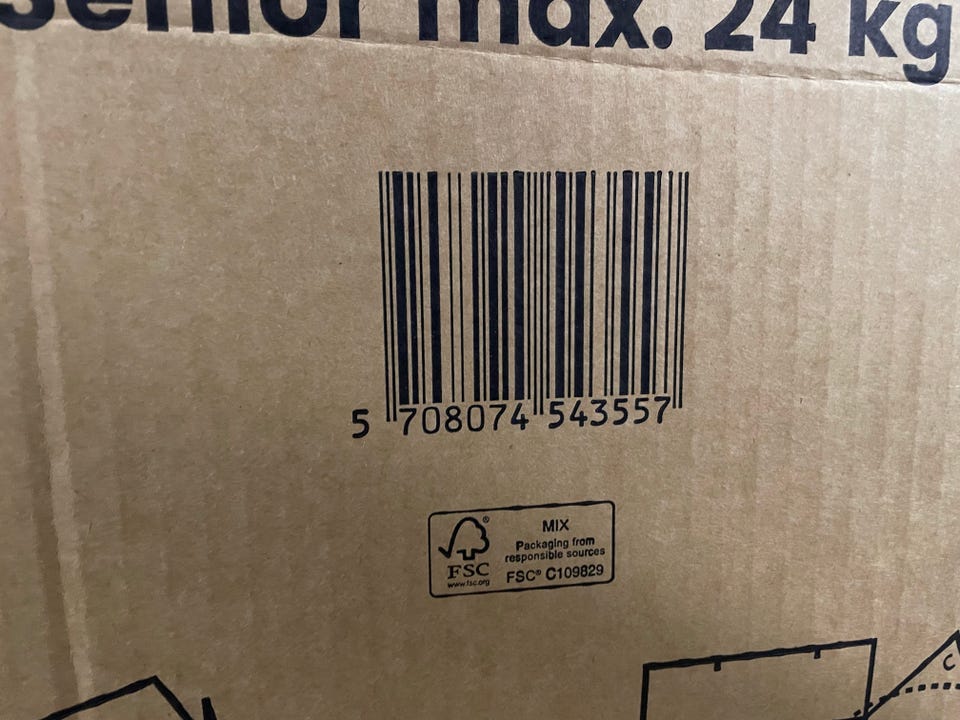 Senior max. 24 kg
5 708074 543557
FSC®
www.fsc.org
MIX
Packaging from
responsible sources
FSC® C109829
C